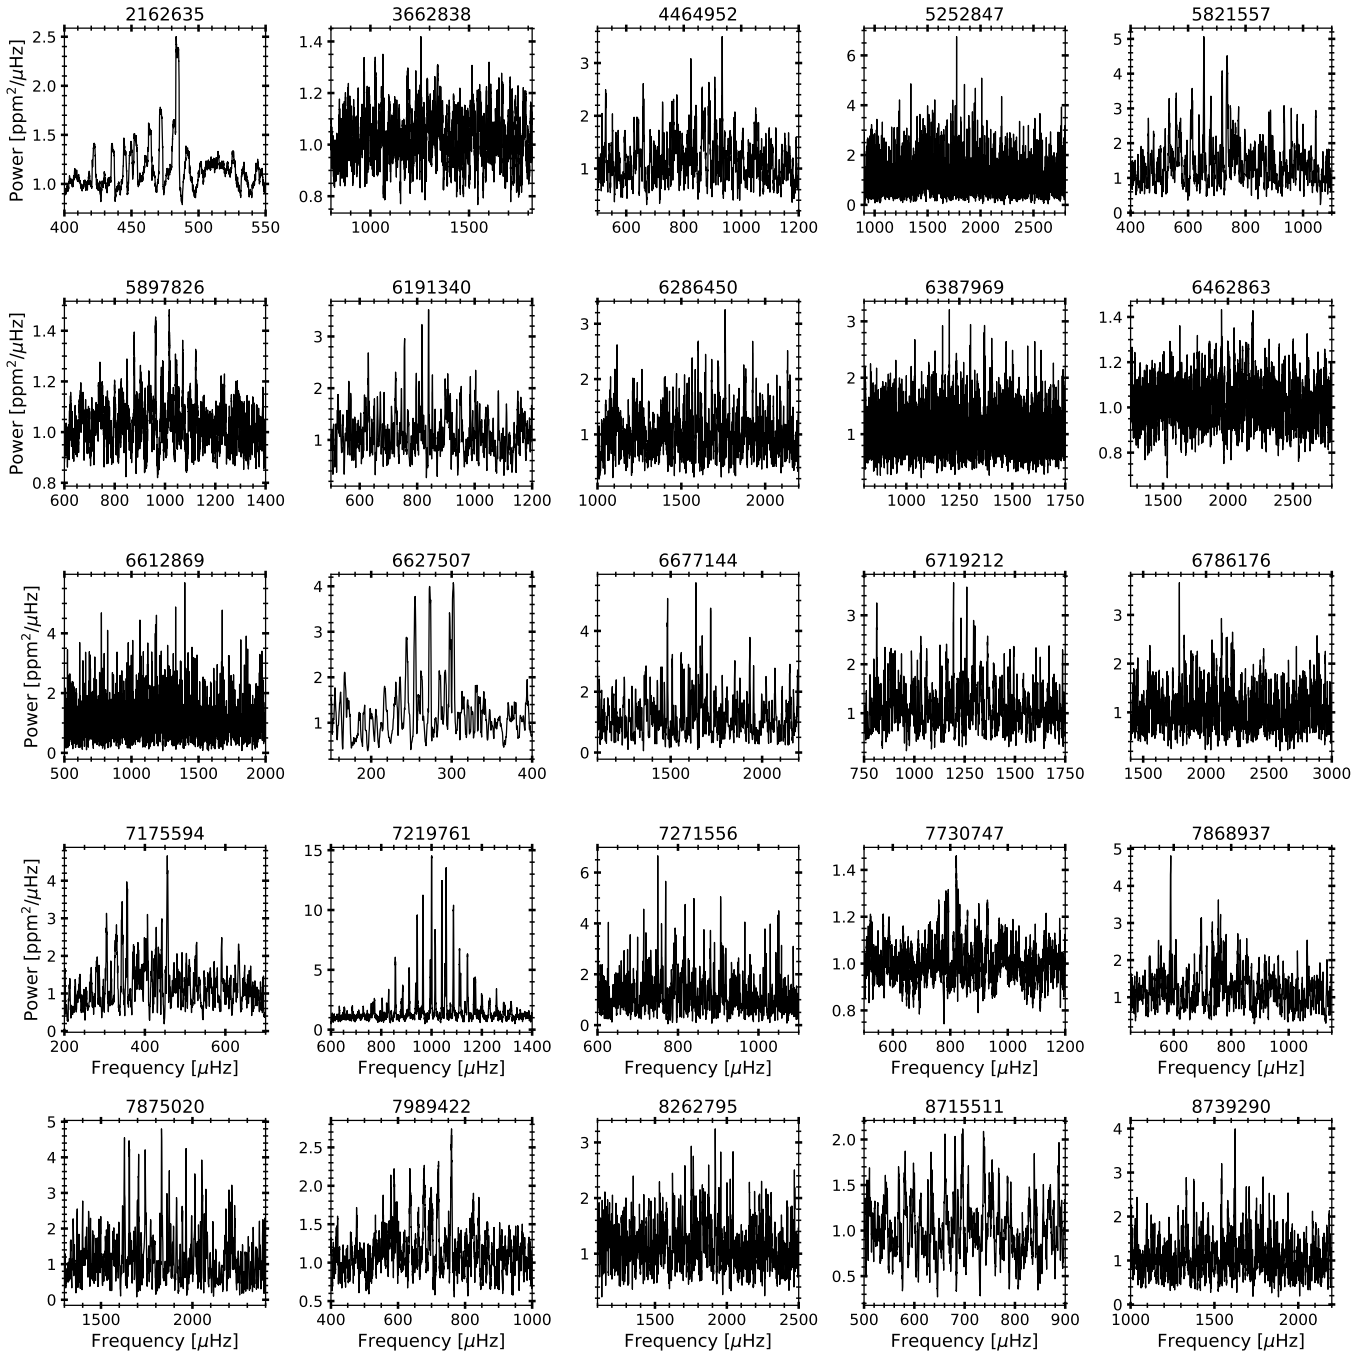 2162635 3662838 4464952 5252847 5821557
Power [ppm²/μHz]
2.5 2.0 1.5 1.0
1.4 1.2 1.0 0.8
3 2 1
6 4 2 0
5 4 3 2 1 0
400 450 500 550
1000 1500
600 800 1000 1200
1000 1500 2000 2500
400 600 800 1000
5897826 6191340 6286450 6387969 6462863
Power [ppm²/μHz]
1.4 1.2 1.0 0.8
3 2 1
3 2 1
3 2 1
1.4 1.2 1.0 0.8
600 800 1000 1200 1400
600 800 1000 1200
1000 1500 2000
1000 1250 1500 1750
1500 2000 2500
6612869 6627507 6677144 6719212 6786176
Power [ppm²/μHz]
4 2 0
4 3 2 1
4 2 0
3 2 1
3 2 1
500 1000 1500 2000
200 300 400
1500 2000
750 1000 1250 1500 1750
1500 2000 2500 3000
7175594 7219761 7271556 7730747 7868937
Power [ppm²/μHz]
4 3 2 1 0
15 10 5 0
6 4 2 0
1.4 1.2 1.0 0.8
5 4 3 2 1
200 400 600
600 800 1000 1200 1400
600 800 1000
600 800 1000 1200
600 800 1000
Frequency [μHz] Frequency [μHz] Frequency [μHz] Frequency [μHz] Frequency [μHz]
7875020 7989422 8262795 8715511 8739290
5 4 3 2 1 0
2.5 2.0 1.5 1.0 0.5
3 2 1
2.0 1.5 1.0 0.5
4 3 2 1 0
1500 2000
400 600 800 1000
1500 2000 2500
500 600 700 800 900
1000 1500 2000
Frequency [μHz] Frequency [μHz] Frequency [μHz] Frequency [μHz] Frequency [μHz]